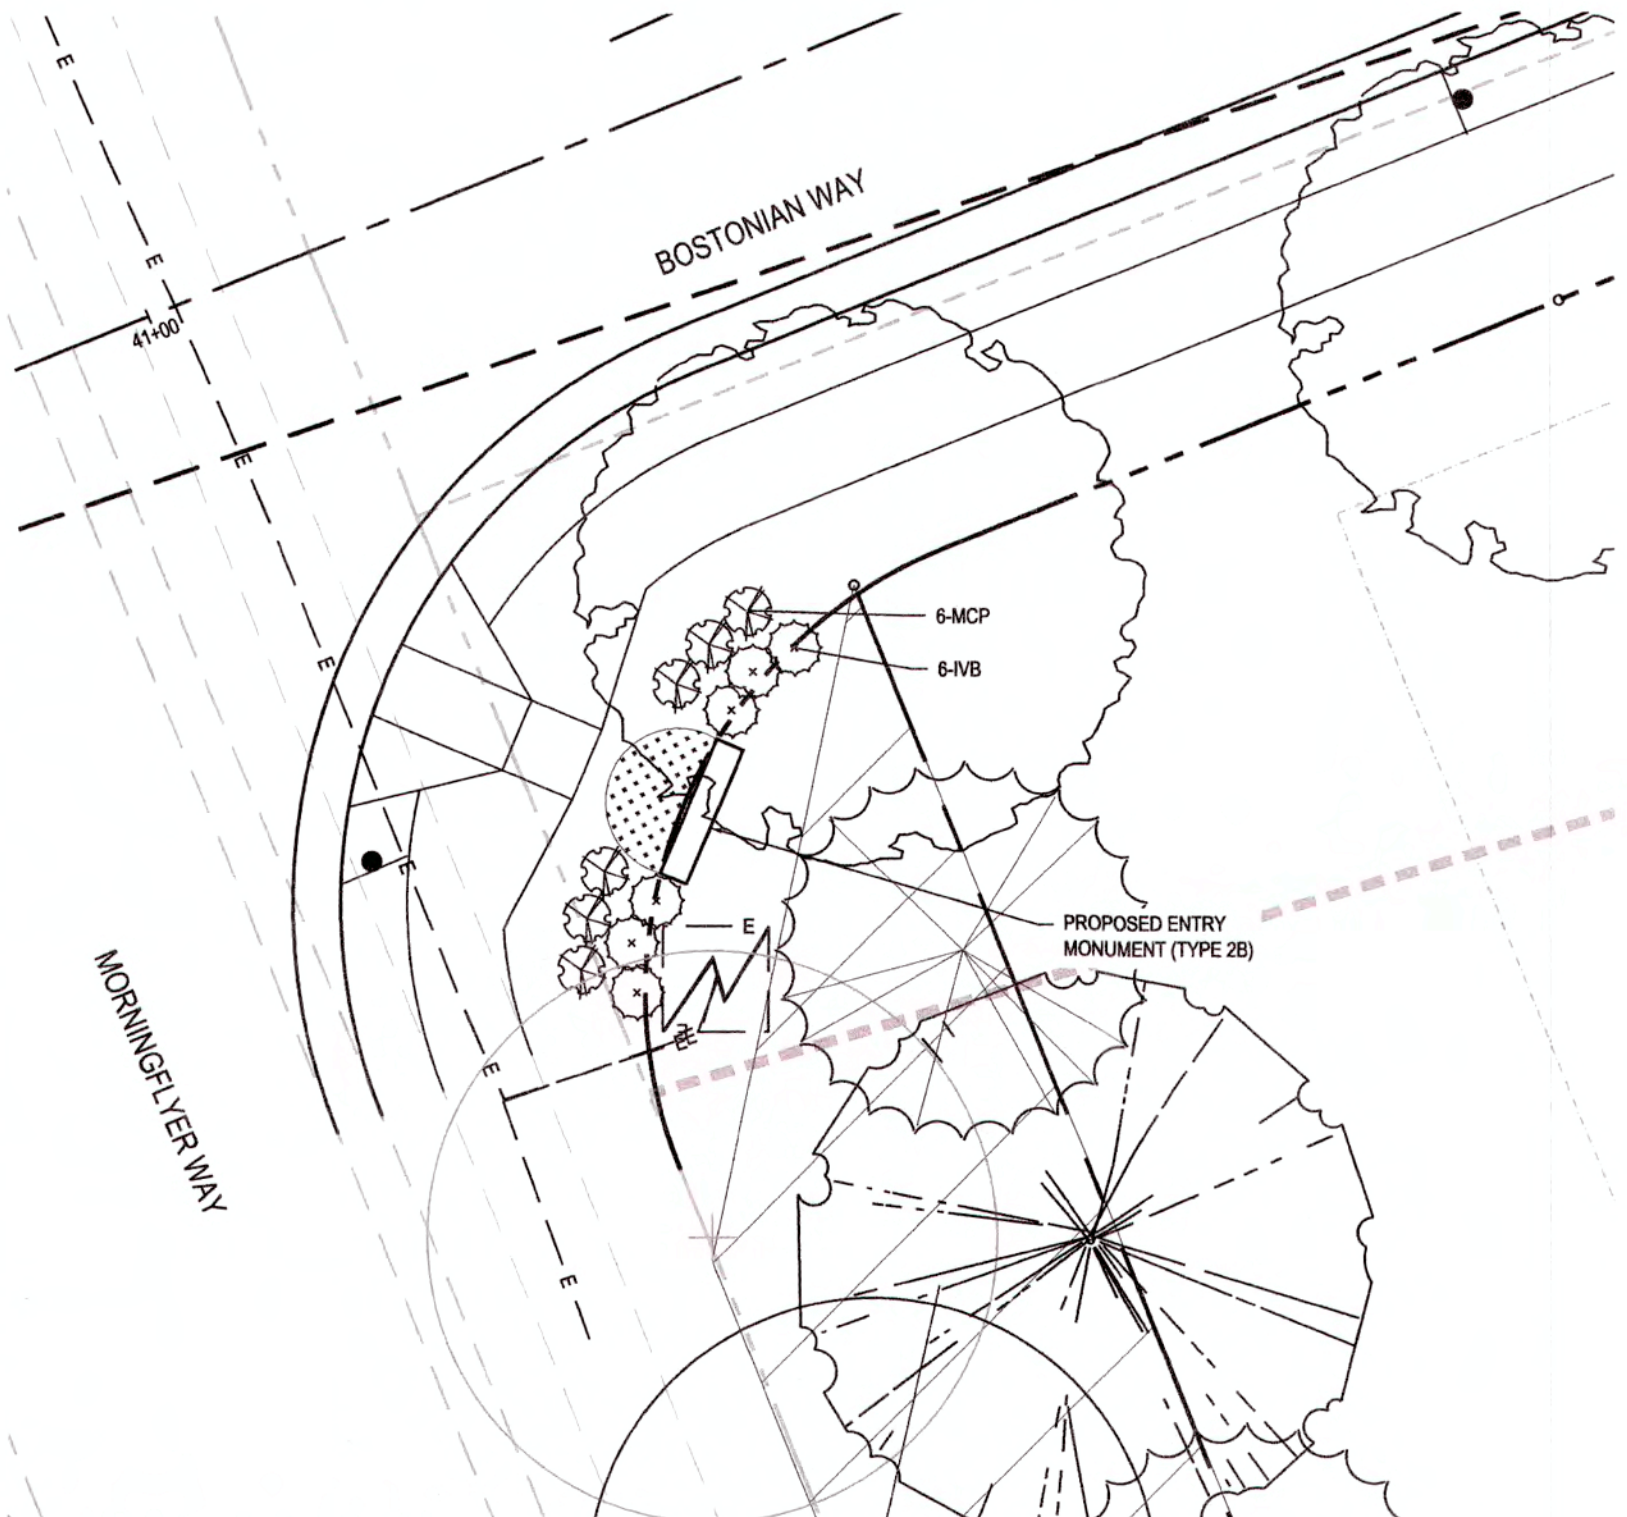 E
E
BOSTONIAN WAY
41+00
E
6-MCP
E
6-IVB
E
E
PROPOSED ENTRY
MONUMENT (TYPE 2B)
MORNINGFLYER WAY
E
E